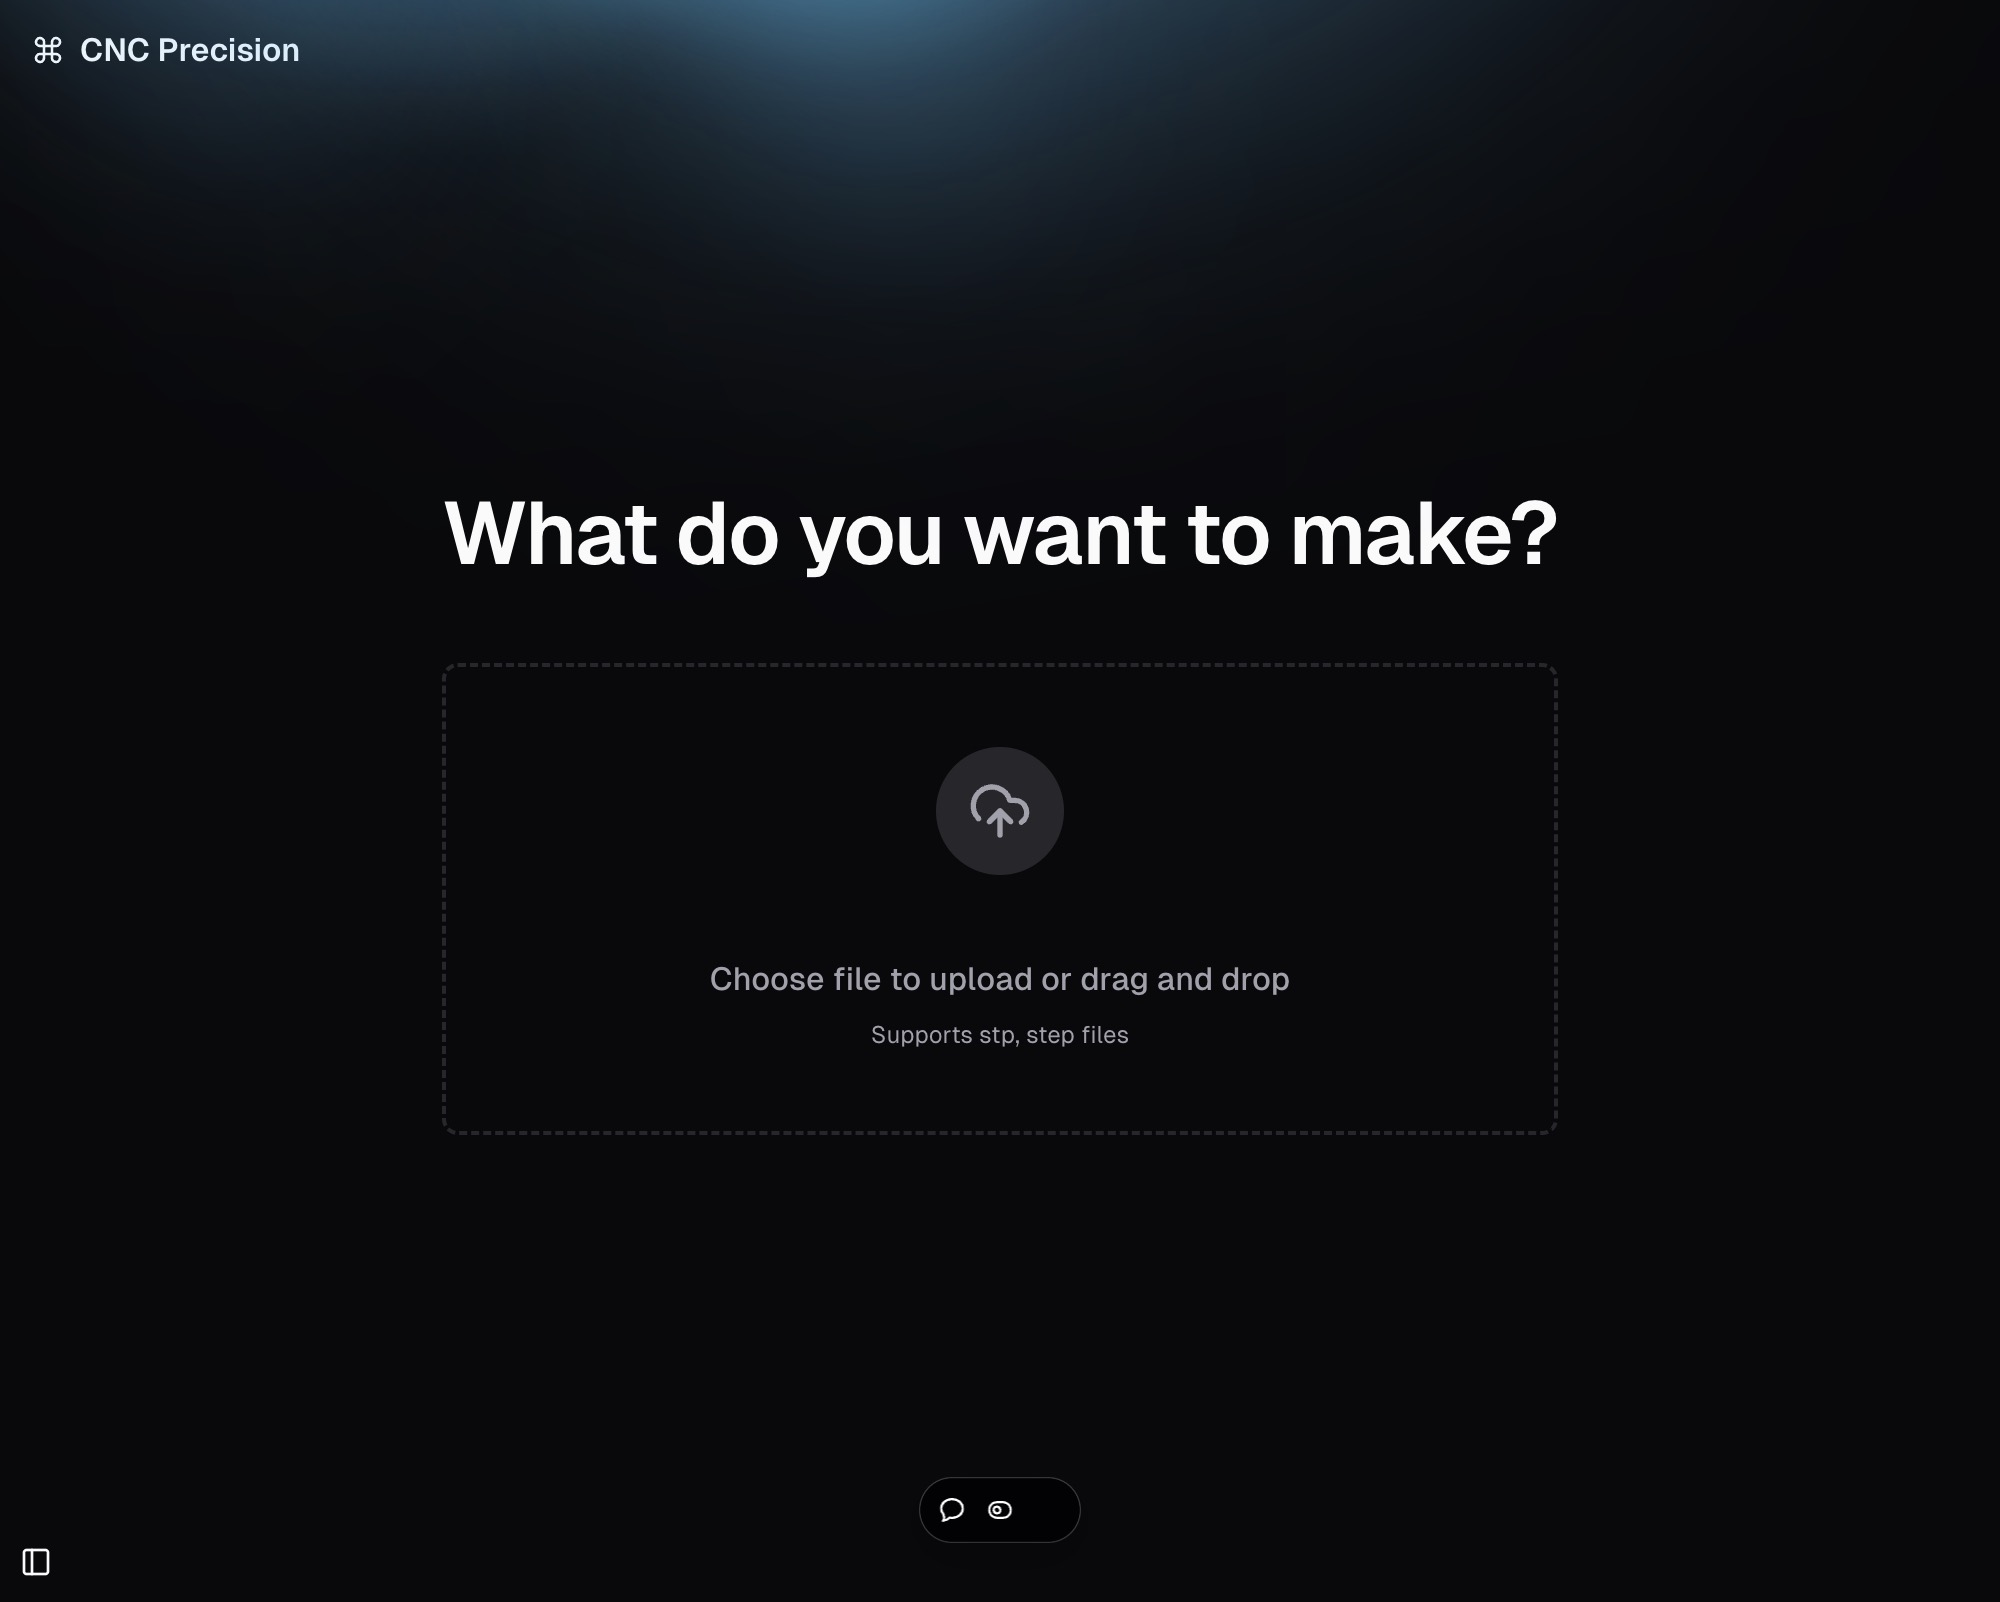 CNC Precision
What do you want to make?
Choose file to upload or drag and drop
Supports stp, step files